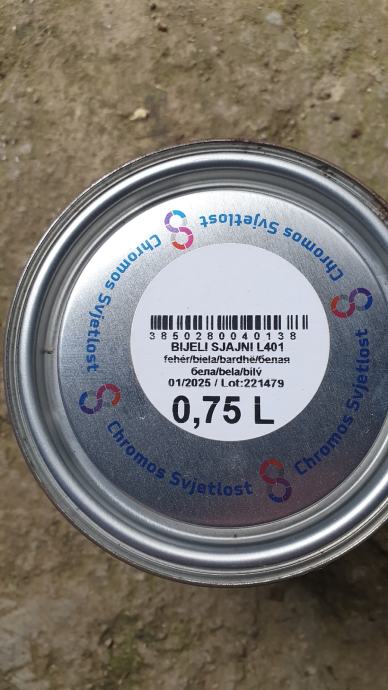 Chromos Svjetlost
Chromos Svjetlost
Chromos Svjetlost
Chromos Svjetlost
3850280040138
BIJELI SJAJNI L401
fehér/biela/bardhë/белая
бела/bela/bílý
01/2025 / Lot:221479
0,75 L